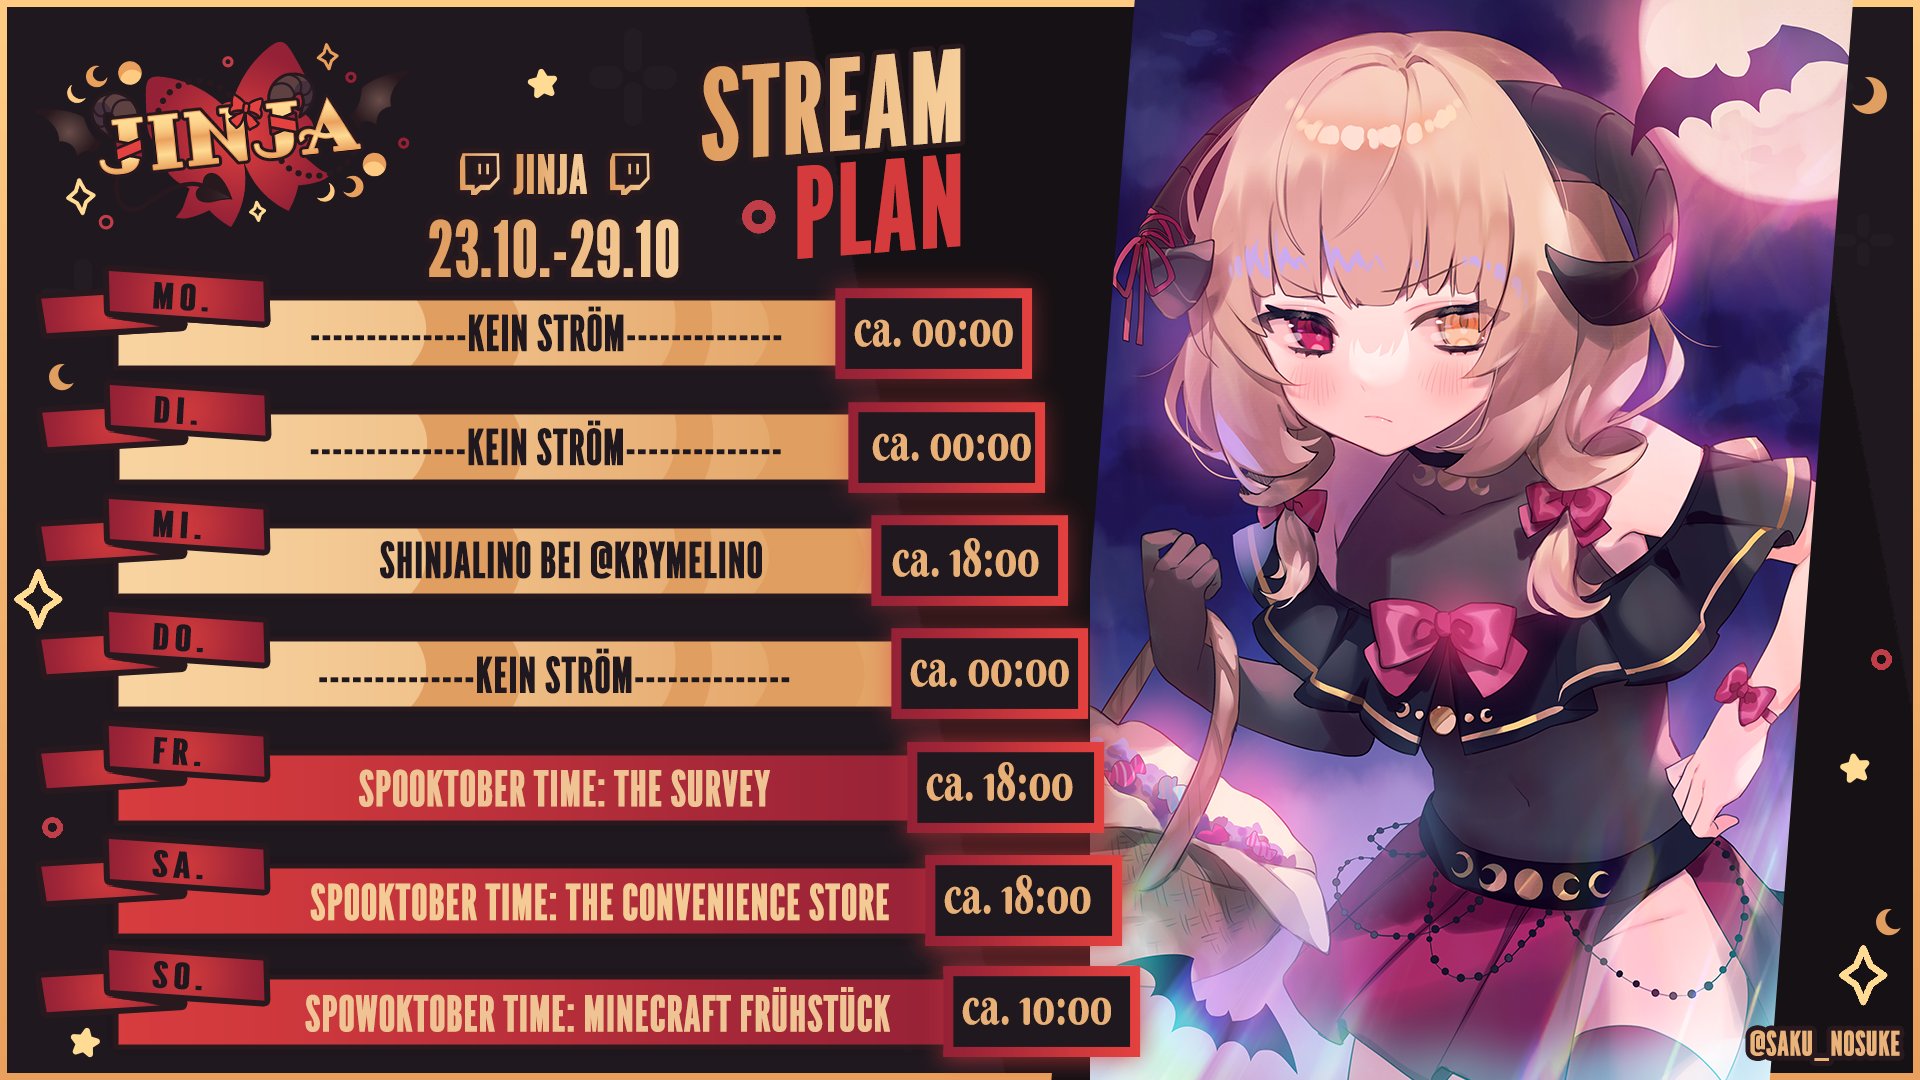 JINJA
JINJA
23.10.-29.10
STREAM
PLAN
MO.
--------------KEIN STRÖM--------------
ca. 00:00
DI.
--------------KEIN STRÖM--------------
ca. 00:00
MI.
SHINJALINO BEI @KRYMELINO
ca. 18:00
DO.
--------------KEIN STRÖM--------------
ca. 00:00
FR.
SPOOKTOBER TIME: THE SURVEY
ca. 18:00
SA.
SPOOKTOBER TIME: THE CONVENIENCE STORE
ca. 18:00
SO.
SPOWOKTOBER TIME: MINECRAFT FRÜHSTÜCK
ca. 10:00
@SAKU_NOSUKE